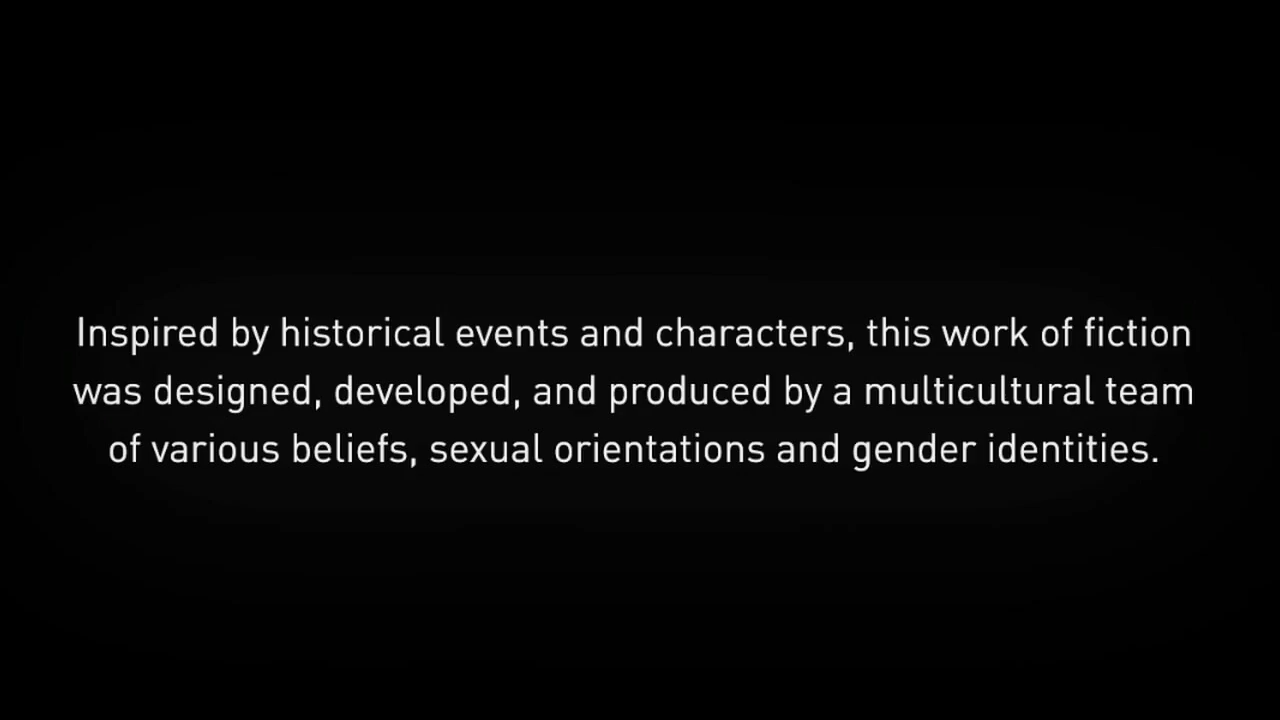 Inspired by historical events and characters, this work of fiction
was designed, developed, and produced by a multicultural team
of various beliefs, sexual orientations and gender identities.